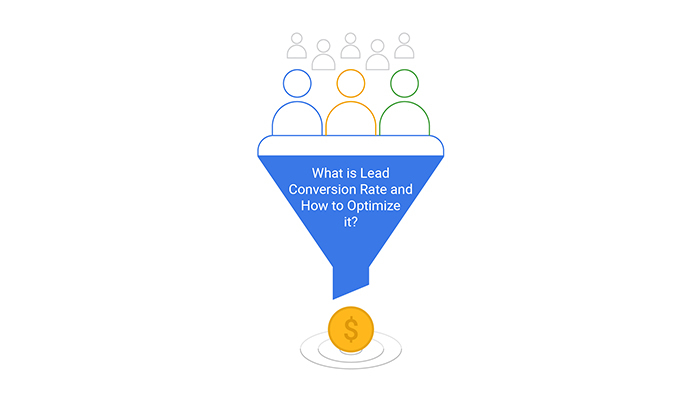 What is Lead
Conversion Rate and
How to Optimize
it?
$